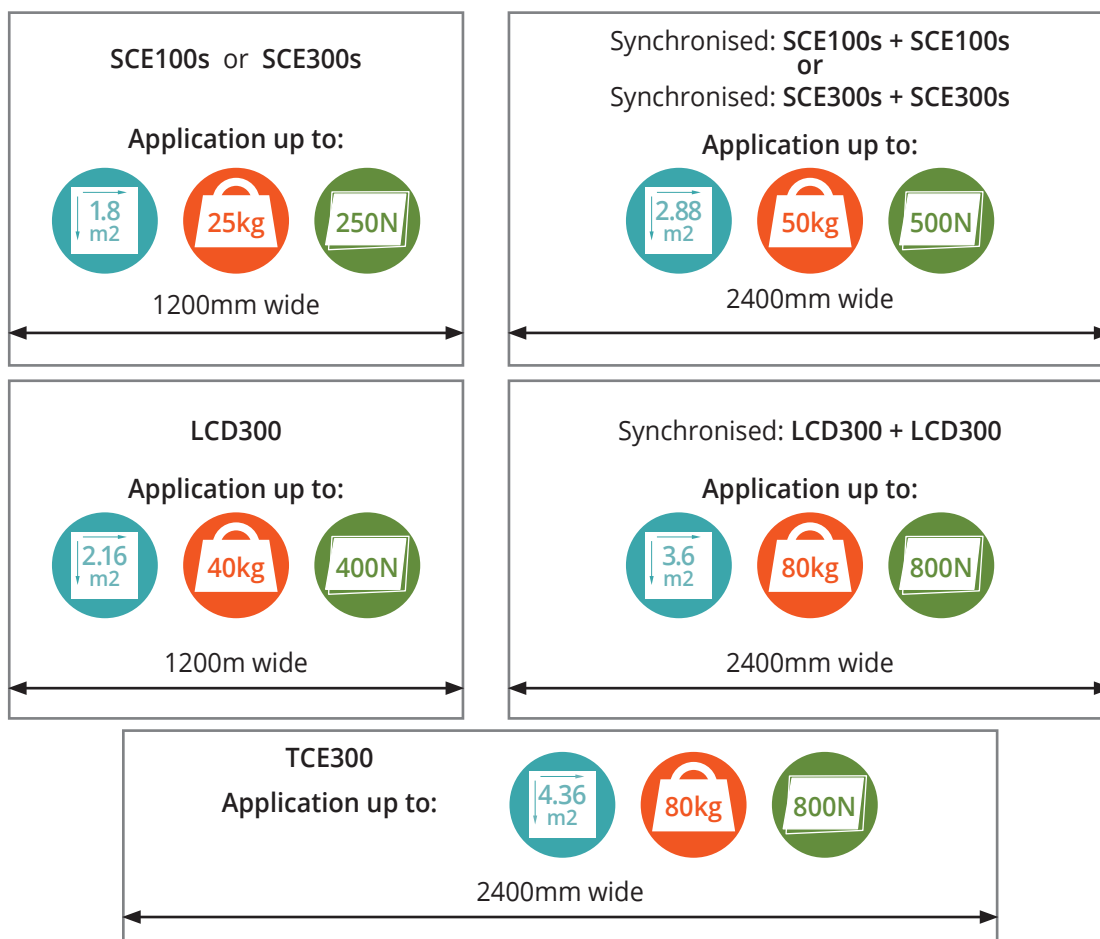 SCE100s or SCE300s
Application up to:
1.8
m2
25kg
250N
1200mm wide
Synchronised: SCE100s + SCE100s
or
Synchronised: SCE300s + SCE300s
Application up to:
2.88
m2
50kg
500N
2400mm wide
LCD300
Application up to:
2.16
m2
40kg
400N
1200m wide
Synchronised: LCD300 + LCD300
Application up to:
3.6
m2
80kg
800N
2400mm wide
TCE300
Application up to:
4.36
m2
80kg
800N
2400mm wide